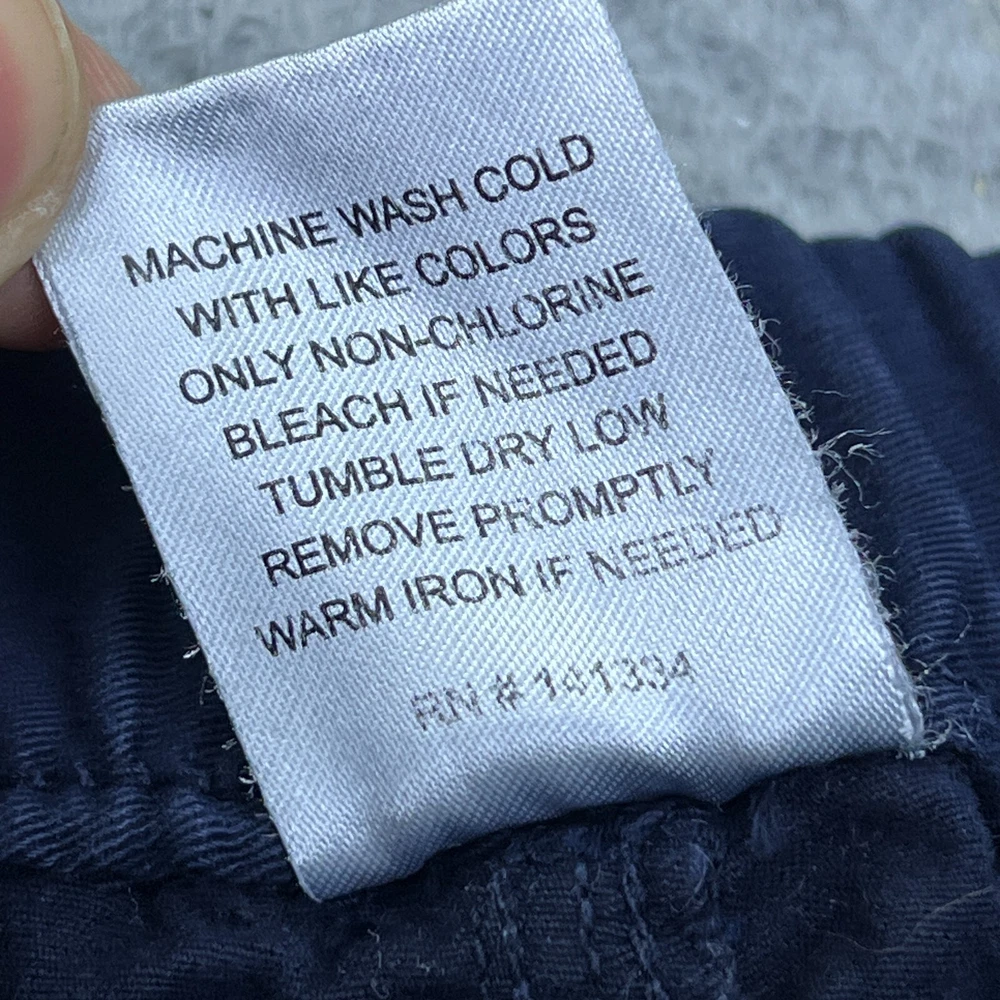 MACHINE WASH COLD
WITH LIKE COLORS
ONLY NON-CHLORINE
BLEACH IF NEEDED
TUMBLE DRY LOW
REMOVE PROMPTLY
WARM IRON IF NEEDED
RN # 141334